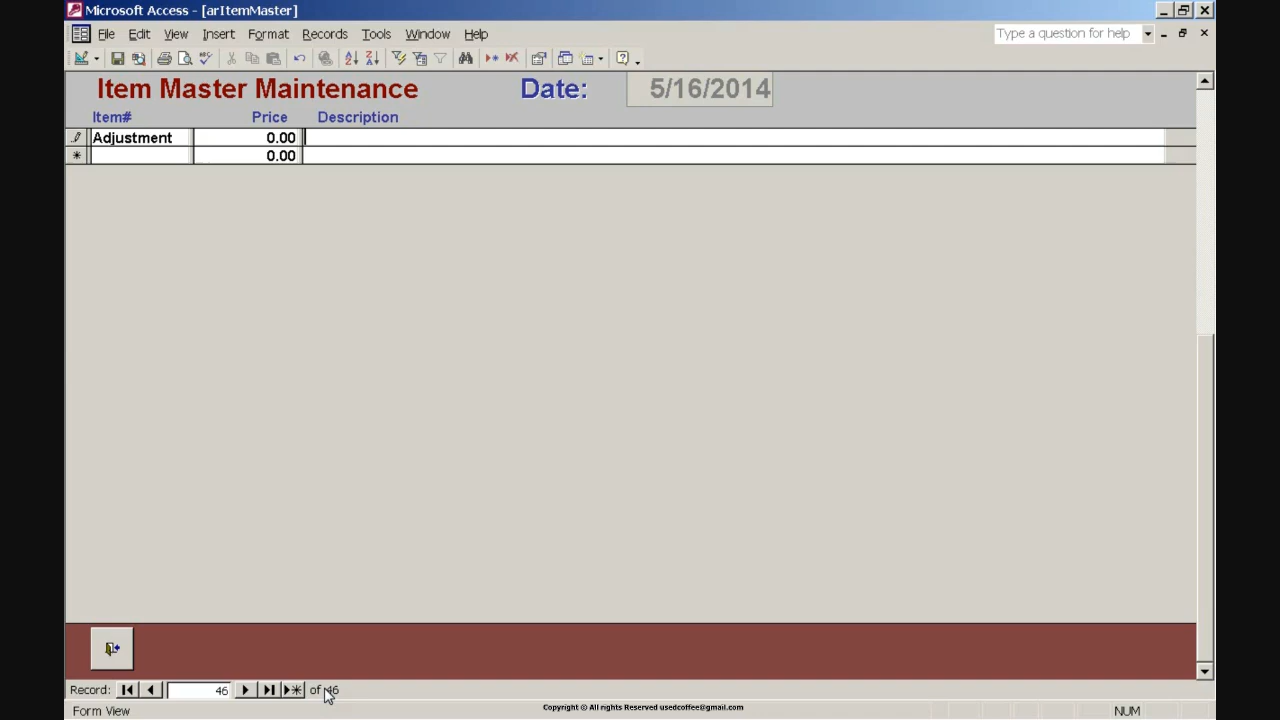 Microsoft Access - [arItemMaster]
File Edit View Insert Format Records Tools Window Help
Type a question for help
Item Master Maintenance Date: 5/16/2014
Item# Price Description
Adjustment 0.00
0.00
Record: 46 of 46
Form View
Copyright © All rights Reserved usedcoffee@gmail.com
NUM